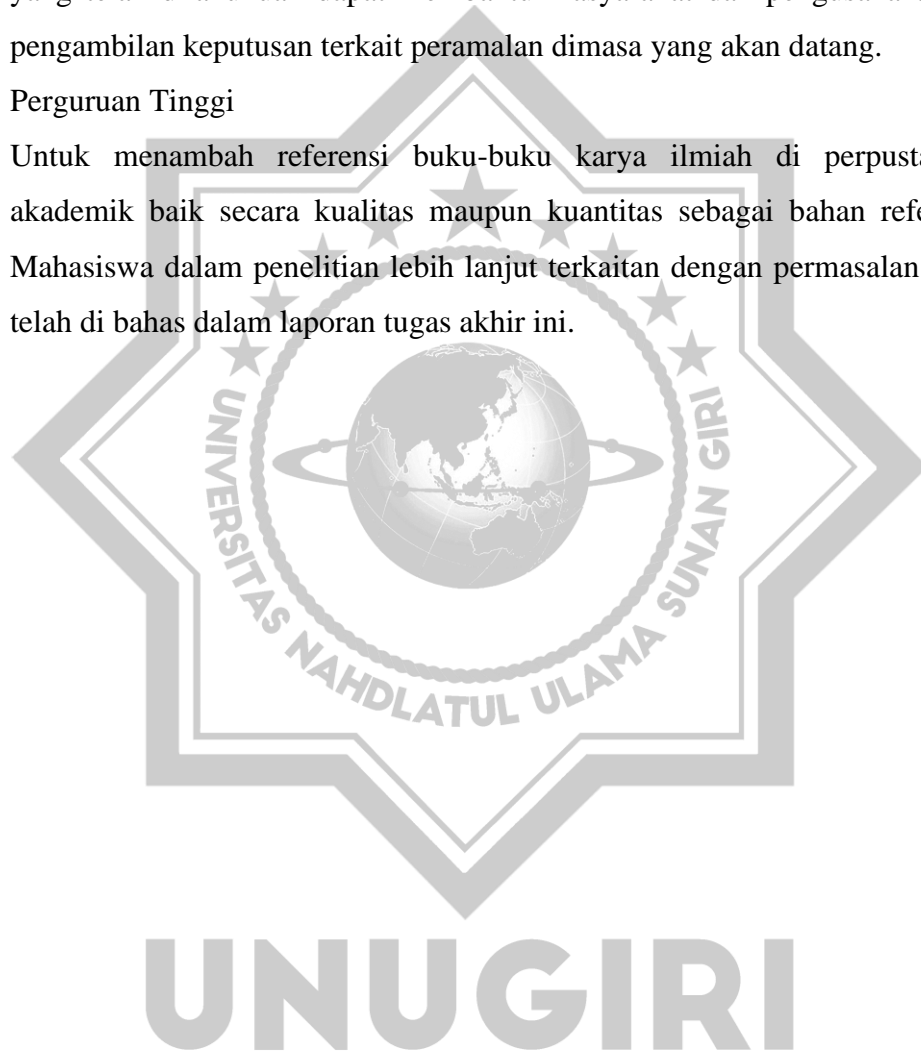 pengambilan keputusan terkait peramalan dimasa yang akan datang.
Perguruan Tinggi
Untuk menambah referensi buku-buku karya ilmiah di
akademik baik secara kualitas maupun kuantitas sebagai bahan
Mahasiswa dalam penelitian lebih lanjut terkaitan dengan permasalan
telah di bahas dalam laporan tugas akhir ini.
UNIVERSITAS NAHDLATUL ULAMA SUNAN GIRI
UNUGIRI